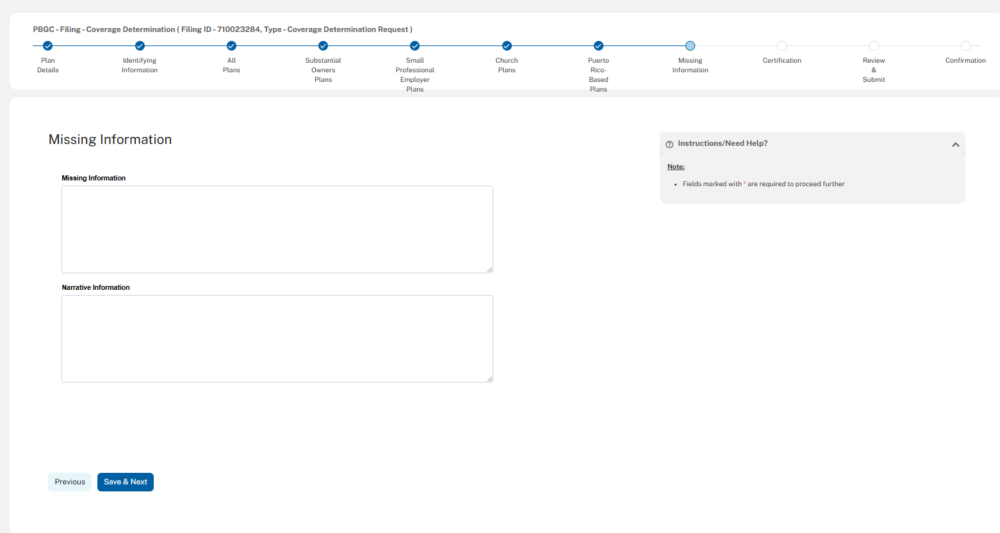 PBGC - Filing - Coverage Determination ( Filing ID - 710023284, Type - Coverage Determination Request )
Plan
Details
Identifying
Information
All
Plans
Substantial
Owners
Plans
Small
Professional
Employer
Plans
Church
Plans
Puerto
Rico-
Based
Plans
Missing
Information
Certification
Review
&
Submit
Confirmation
Missing Information
Missing Information
Narrative Information
Previous
Save & Next
Instructions/Need Help?
Note:
• Fields marked with * are required to proceed further